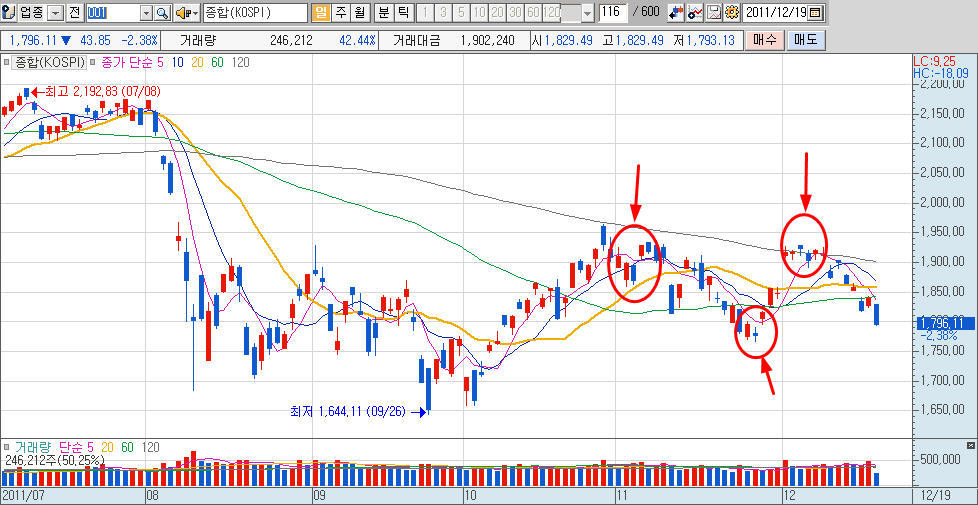 업종 전 001 종합(KOSPI) 일 주 월 분 틱 1 3 5 10 20 30 60 120 116 /600 2011/12/19
1,796.11 ▼ 43.85 -2.38% 거래량 246,212 42.44% 거래대금 1,902,240 시 1,829.49 고 1,829.49 저 1,793.13 매수 매도
종합(KOSPI) 종가 단순 5 10 20 60 120
LC:9.25
HC:-18.09
최고 2,192.83 (07/08)
2,200.00
2,150.00
2,100.00
2,050.00
2,000.00
1,950.00
1,900.00
1,850.00
1,796.11
-2.38%
1,750.00
1,700.00
최저 1,644.11 (09/26)
1,650.00
거래량 단순 5 20 60 120
246,212주(50.25%)
500,000
2011/07 08 09 10 11 12 12/19